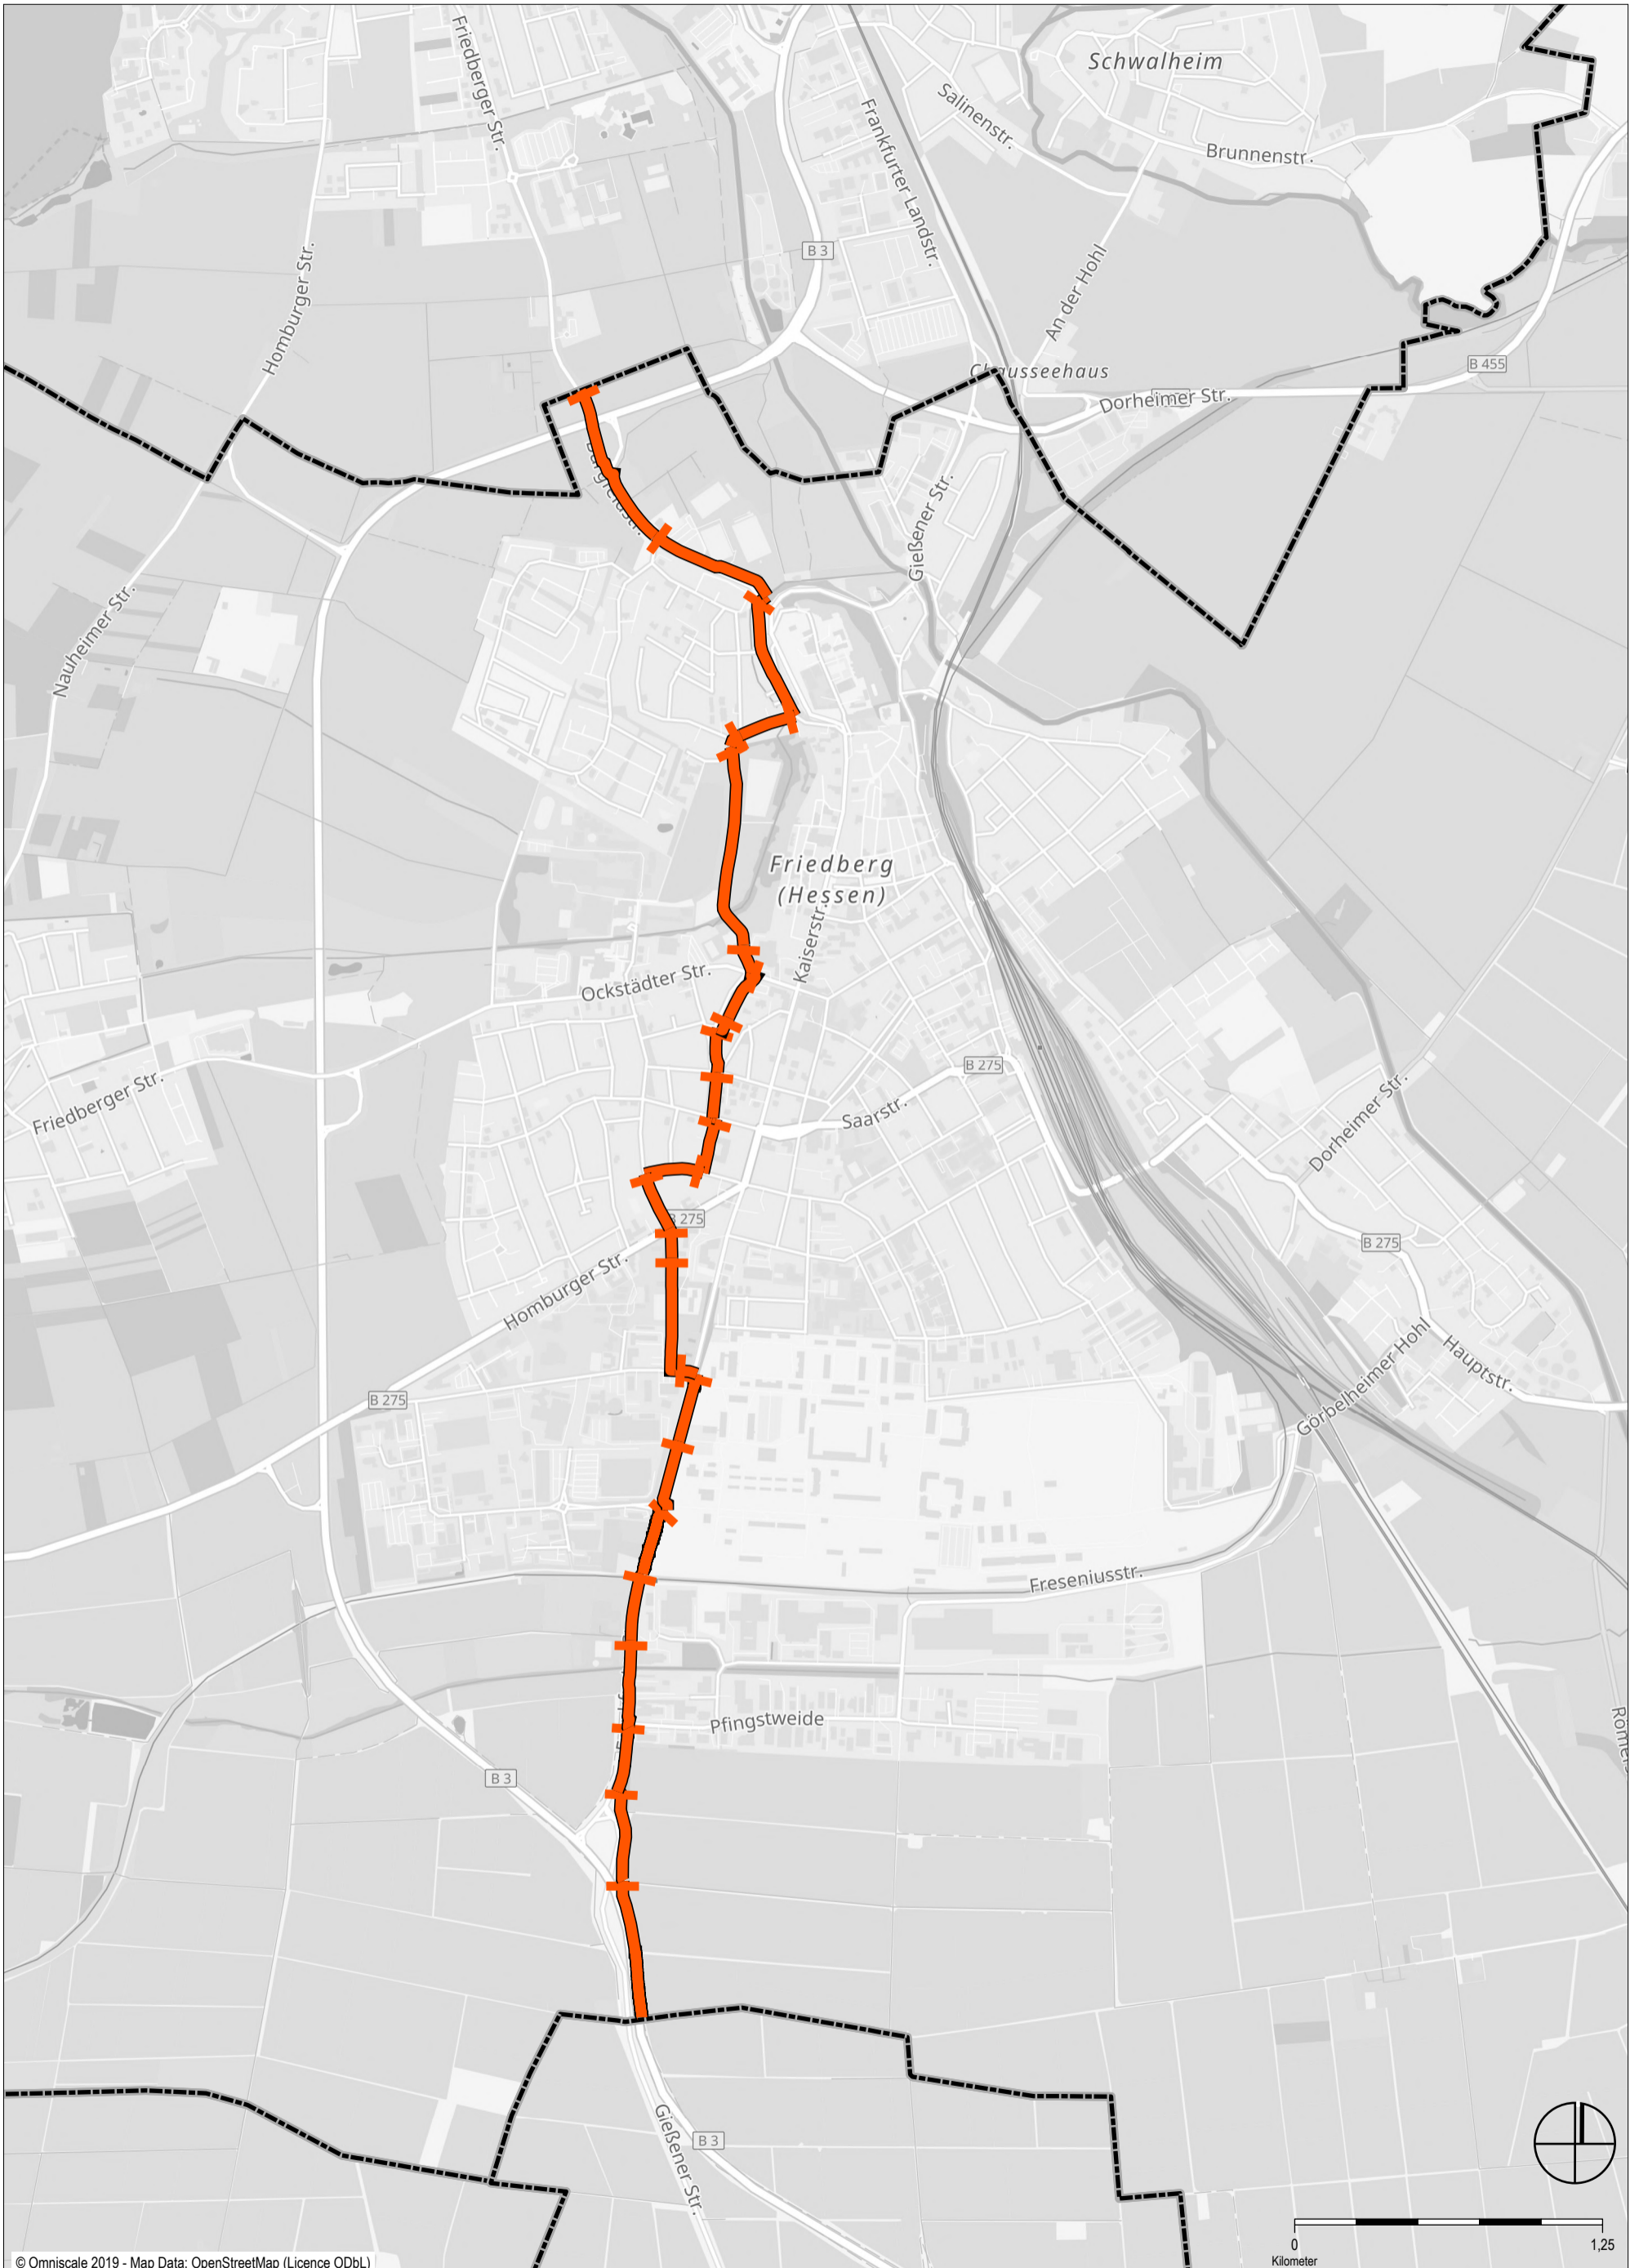 Friedberger Str.
Schwalheim
Salinenstr.
Frankfurter Landstr.
Brunnenstr.
B 3
Homburger Str.
An der Hohl
B 455
Chausseehaus
Dorheimer Str.
Gießener Str.
Nauheimer Str.
Friedberg
(Hessen)
Kaiserstr.
Ockstädter Str.
B 275
Friedberger Str.
Saarstr.
Dorheimer Str.
B 275
B 275
Homburger Str.
Görbelheimer Hohl
Hauptstr.
B 275
Freseniusstr.
Pfingstweide
B 3
Gießener Str.
B 3
0
1,25
Kilometer
© Omniscale 2019 - Map Data: OpenStreetMap (Licence ODbL)